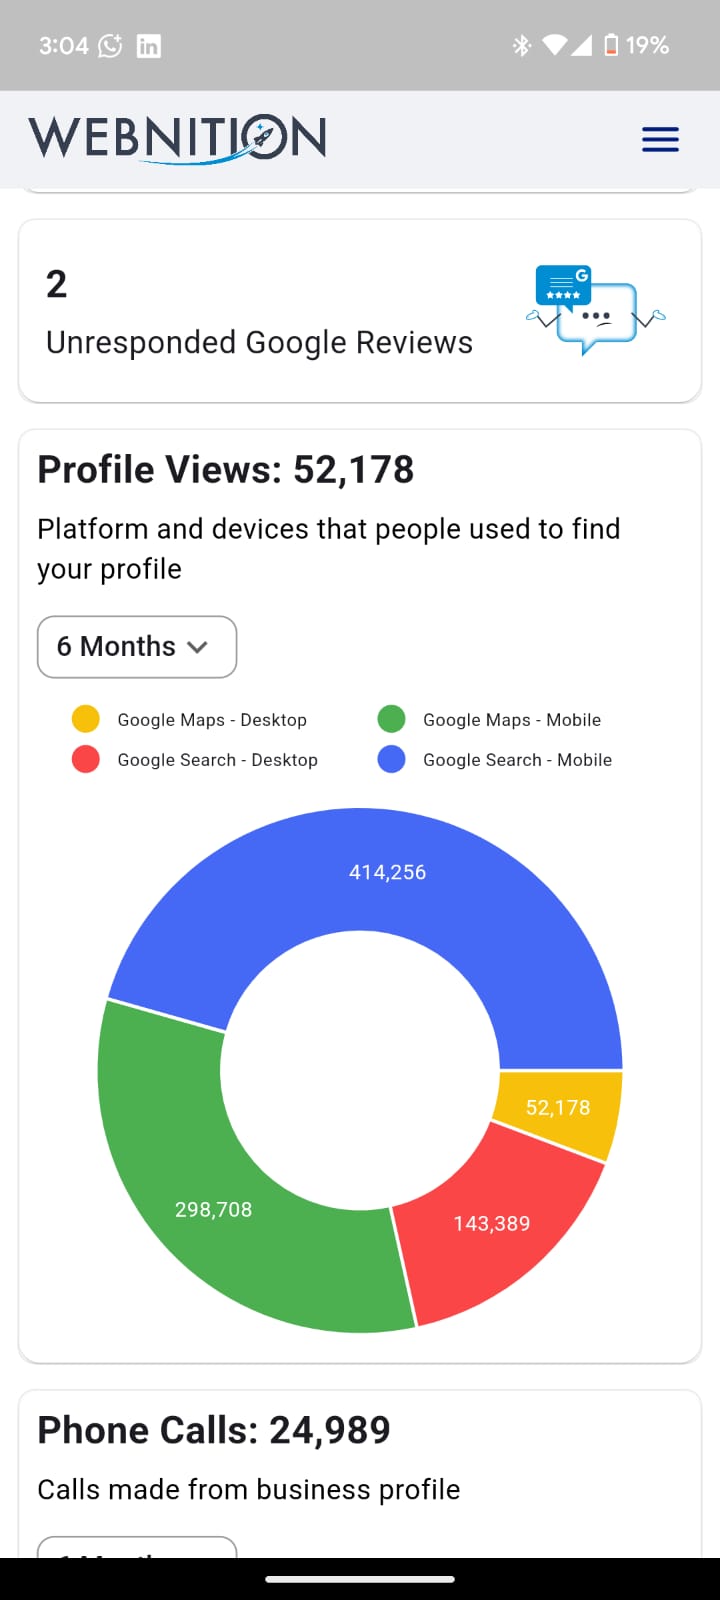 3:04
in
19%
WEBNITION
2
Unresponded Google Reviews
G
Profile Views: 52,178
Platform and devices that people used to find
your profile
6 Months
Google Maps - Desktop
Google Maps - Mobile
Google Search - Desktop
Google Search - Mobile
414,256
52,178
298,708
143,389
Phone Calls: 24,989
Calls made from business profile